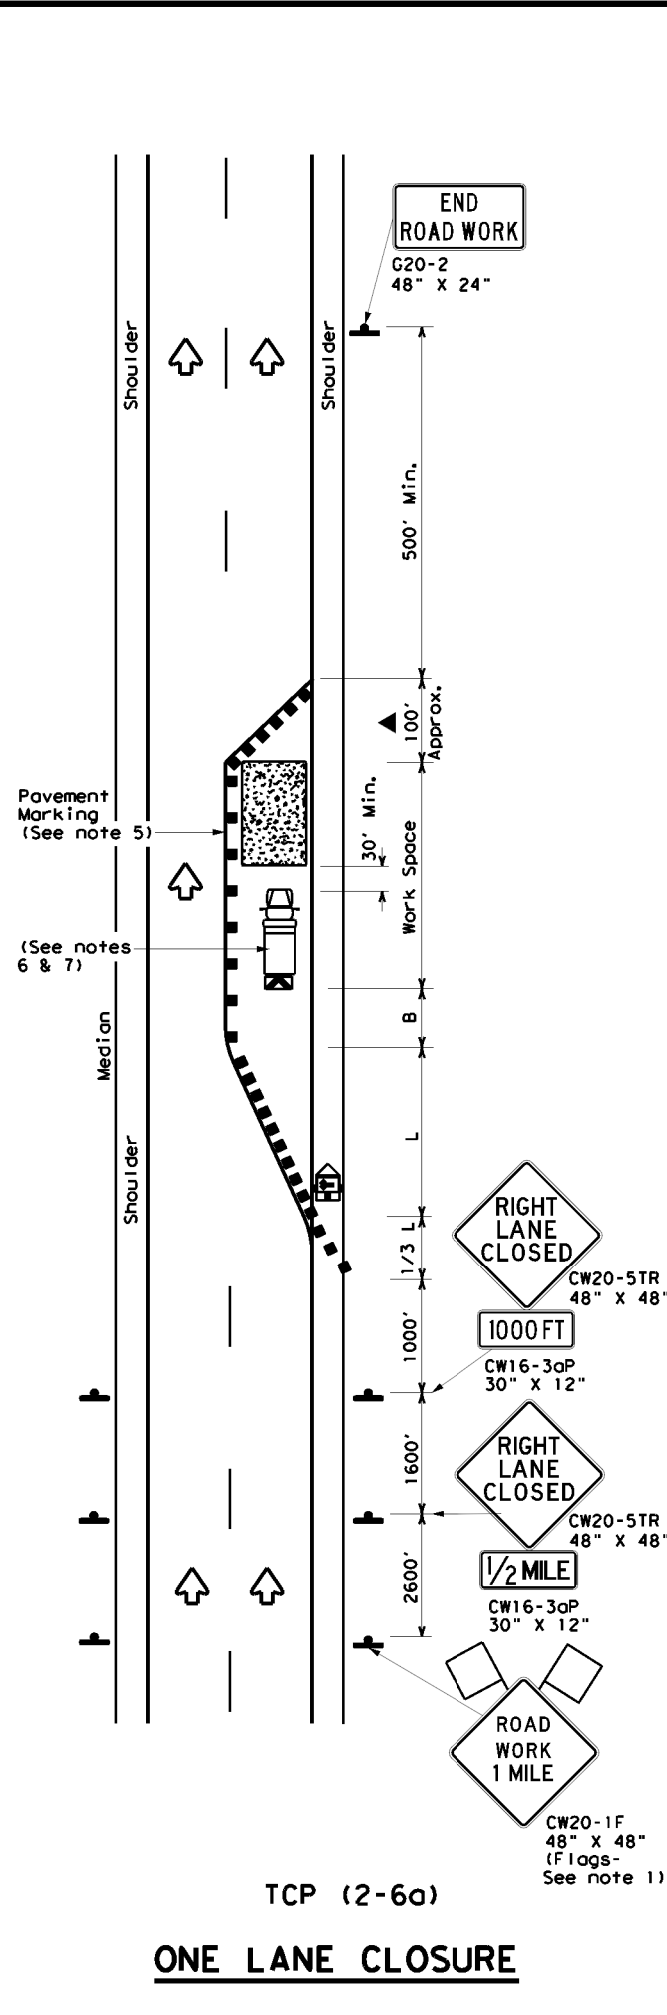 END
ROAD WORK
G20-2
48" X 24"
Shoulder
Shoulder
500' Min.
100'
Approx.
30' Min.
Pavement
Marking
(See note 5)
Work Space
(See notes
6 & 7)
B
Median
L
Shoulder
1/3 L
RIGHT
LANE
CLOSED
CW20-5TR
48" X 48"
1000 FT
1000'
CW16-3aP
30" X 12"
1600'
RIGHT
LANE
CLOSED
CW20-5TR
48" X 48"
1/2 MILE
2600'
CW16-3aP
30" X 12"
ROAD
WORK
1 MILE
CW20-1F
48" X 48"
(Flags-
See note 1)
TCP (2-6a)
ONE LANE CLOSURE